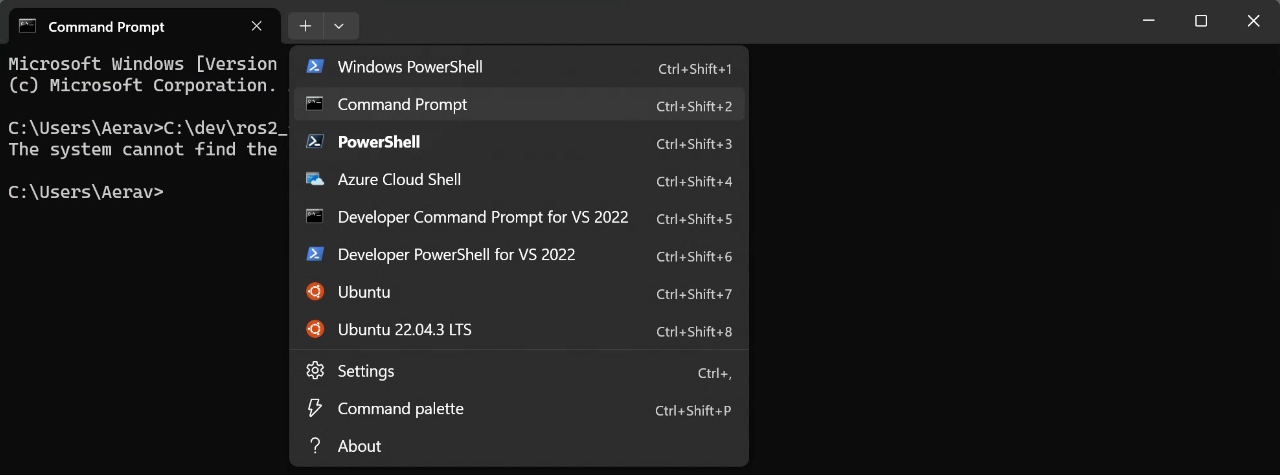 Command Prompt
Microsoft Windows [Version
(c) Microsoft Corporation.
C:\Users\Aerav>C:\dev\ros2_
The system cannot find the
C:\Users\Aerav>
Windows PowerShell Ctrl+Shift+1
Command Prompt Ctrl+Shift+2
PowerShell Ctrl+Shift+3
Azure Cloud Shell Ctrl+Shift+4
Developer Command Prompt for VS 2022 Ctrl+Shift+5
Developer PowerShell for VS 2022 Ctrl+Shift+6
Ubuntu Ctrl+Shift+7
Ubuntu 22.04.3 LTS Ctrl+Shift+8
Settings Ctrl+,
Command palette Ctrl+Shift+P
About